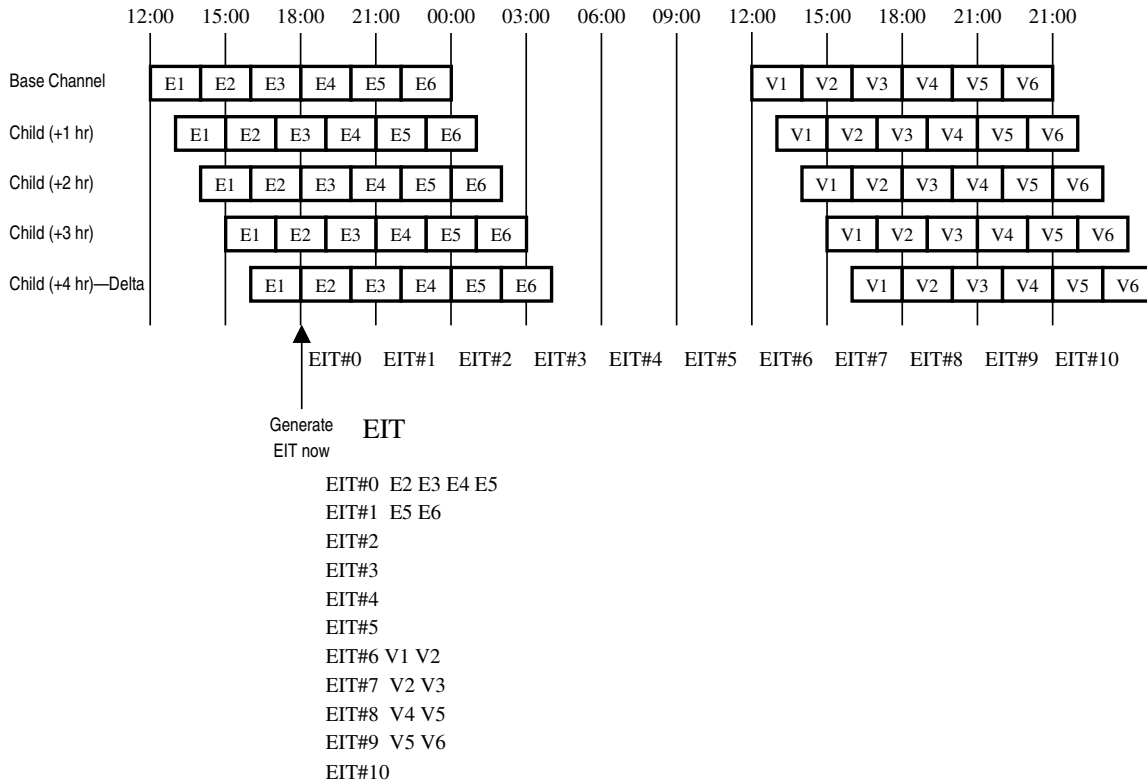 12:00 15:00 18:00 21:00 00:00 03:00 06:00 09:00 12:00 15:00 18:00 21:00 21:00
Base Channel E1 E2 E3 E4 E5 E6 V1 V2 V3 V4 V5 V6
Child (+1 hr) E1 E2 E3 E4 E5 E6 V1 V2 V3 V4 V5 V6
Child (+2 hr) E1 E2 E3 E4 E5 E6 V1 V2 V3 V4 V5 V6
Child (+3 hr) E1 E2 E3 E4 E5 E6 V1 V2 V3 V4 V5 V6
Child (+4 hr)—Delta E1 E2 E3 E4 E5 E6 V1 V2 V3 V4 V5 V6
EIT#0 EIT#1 EIT#2 EIT#3 EIT#4 EIT#5 EIT#6 EIT#7 EIT#8 EIT#9 EIT#10
Generate
EIT now
EIT
EIT#0 E2 E3 E4 E5
EIT#1 E5 E6
EIT#2
EIT#3
EIT#4
EIT#5
EIT#6 V1 V2
EIT#7 V2 V3
EIT#8 V4 V5
EIT#9 V5 V6
EIT#10